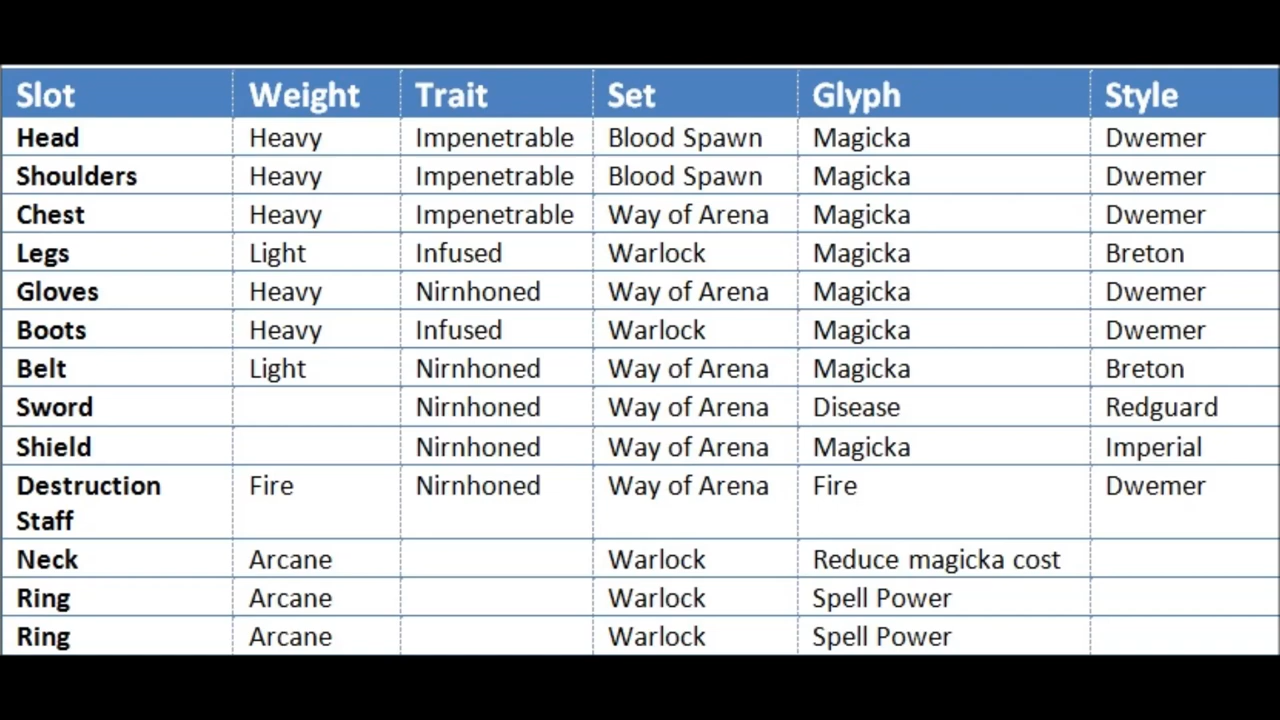 Slot Weight Trait Set Glyph Style
Head Heavy Impenetrable Blood Spawn Magicka Dwemer
Shoulders Heavy Impenetrable Blood Spawn Magicka Dwemer
Chest Heavy Impenetrable Way of Arena Magicka Dwemer
Legs Light Infused Warlock Magicka Breton
Gloves Heavy Nirnhoned Way of Arena Magicka Dwemer
Boots Heavy Infused Warlock Magicka Dwemer
Belt Light Nirnhoned Way of Arena Magicka Breton
Sword Nirnhoned Way of Arena Disease Redguard
Shield Nirnhoned Way of Arena Magicka Imperial
Destruction Fire Nirnhoned Way of Arena Fire Dwemer
Staff
Neck Arcane Warlock Reduce magicka cost
Ring Arcane Warlock Spell Power
Ring Arcane Warlock Spell Power